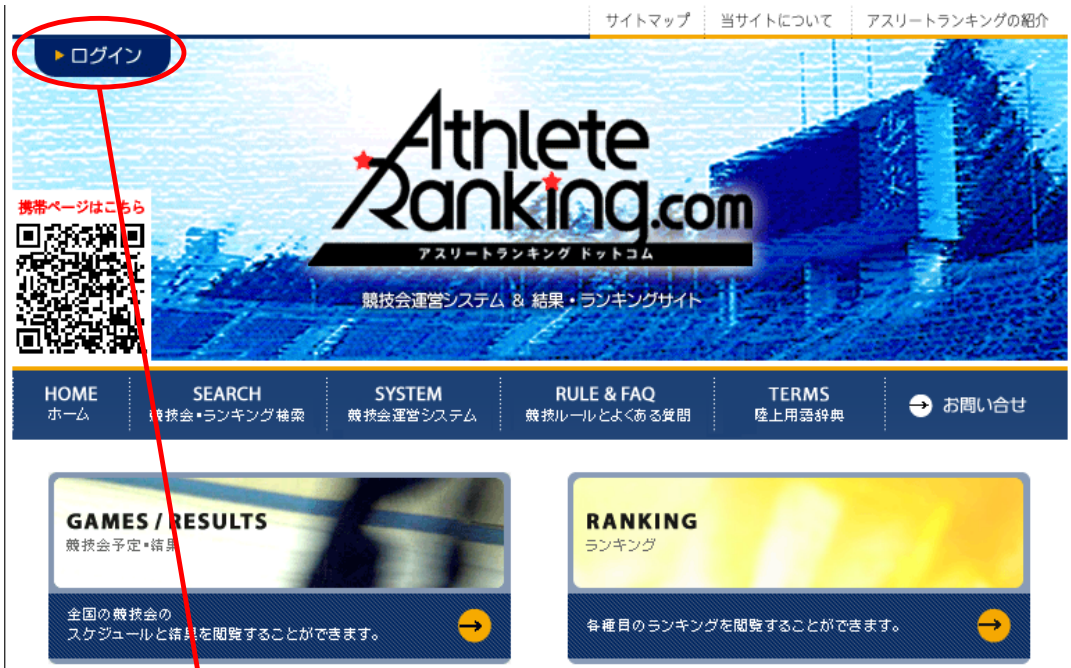 サイトマップ 当サイトについて アスリートランキングの紹介
ログイン
Athlete
Ranking.com
アスリートランキング ドットコム
携帯ページはこちら
競技会運営システム & 結果・ランキングサイト
HOME SEARCH SYSTEM RULE & FAQ TERMS
ホーム 競技会・ランキング検索 競技会運営システム 競技ルールとよくある質問 陸上用語辞典 お問い合せ
GAMES / RESULTS
競技会予定・結果
全国の競技会の
スケジュールと結果を閲覧することができます。
RANKING
ランキング
各種目のランキングを閲覧することができます。